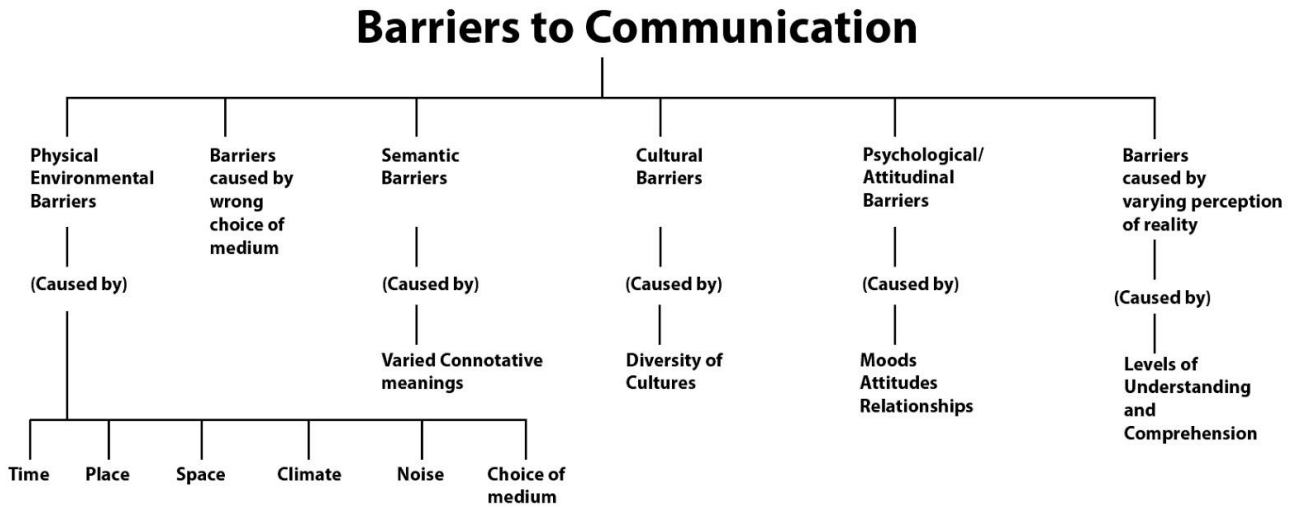 Barriers to Communication
Physical
Environmental
Barriers
Barriers
caused by
wrong
choice of
medium
Semantic
Barriers
Cultural
Barriers
Psychological/
Attitudinal
Barriers
Barriers
caused by
varying perception
of reality
(Caused by)
(Caused by)
(Caused by)
(Caused by)
(Caused by)
Varied Connotative
meanings
Diversity of
Cultures
Moods
Attitudes
Relationships
Levels of
Understanding
and
Comprehension
Time
Place
Space
Climate
Noise
Choice of
medium